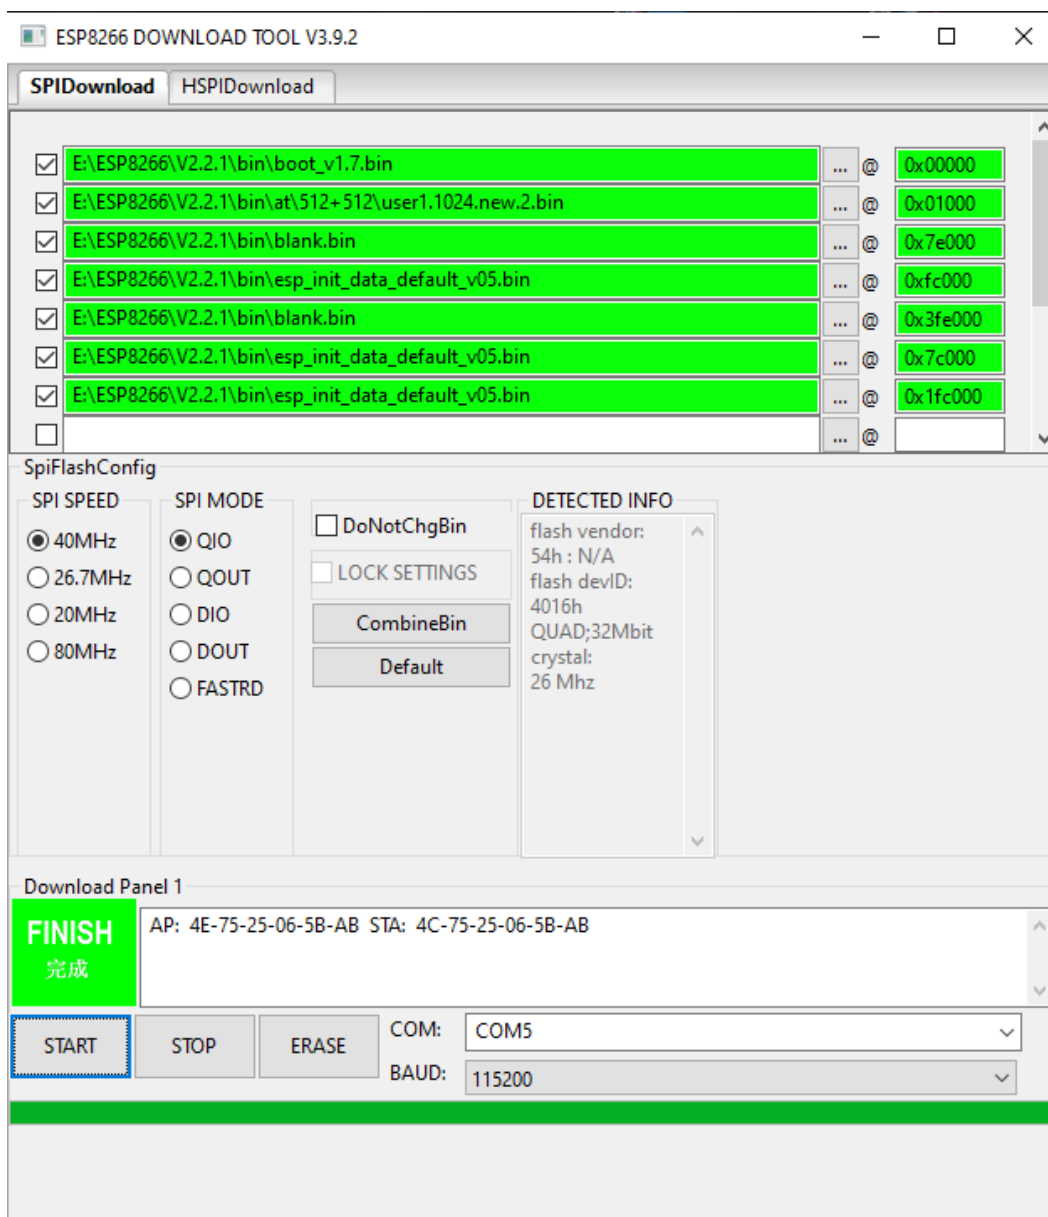 ESP8266 DOWNLOAD TOOL V3.9.2
SPIDownload HSPIDownload
E:\ESP8266\V2.2.1\bin\boot_v1.7.bin ... @ 0x00000
E:\ESP8266\V2.2.1\bin\at\512+512\user1.1024.new.2.bin ... @ 0x01000
E:\ESP8266\V2.2.1\bin\blank.bin ... @ 0x7e000
E:\ESP8266\V2.2.1\bin\esp_init_data_default_v05.bin ... @ 0xfc000
E:\ESP8266\V2.2.1\bin\blank.bin ... @ 0x3fe000
E:\ESP8266\V2.2.1\bin\esp_init_data_default_v05.bin ... @ 0x7c000
E:\ESP8266\V2.2.1\bin\esp_init_data_default_v05.bin ... @ 0x1fc000
... @
SpiFlashConfig
SPI SPEED
40MHz
26.7MHz
20MHz
80MHz
SPI MODE
QIO
QOUT
DIO
DOUT
FASTRD
DoNotChgBin
LOCK SETTINGS
CombineBin
Default
DETECTED INFO
flash vendor:
54h : N/A
flash devID:
4016h
QUAD;32Mbit
crystal:
26 Mhz
Download Panel 1
FINISH
完成
AP: 4E-75-25-06-5B-AB STA: 4C-75-25-06-5B-AB
START STOP ERASE
COM: COM5
BAUD: 115200